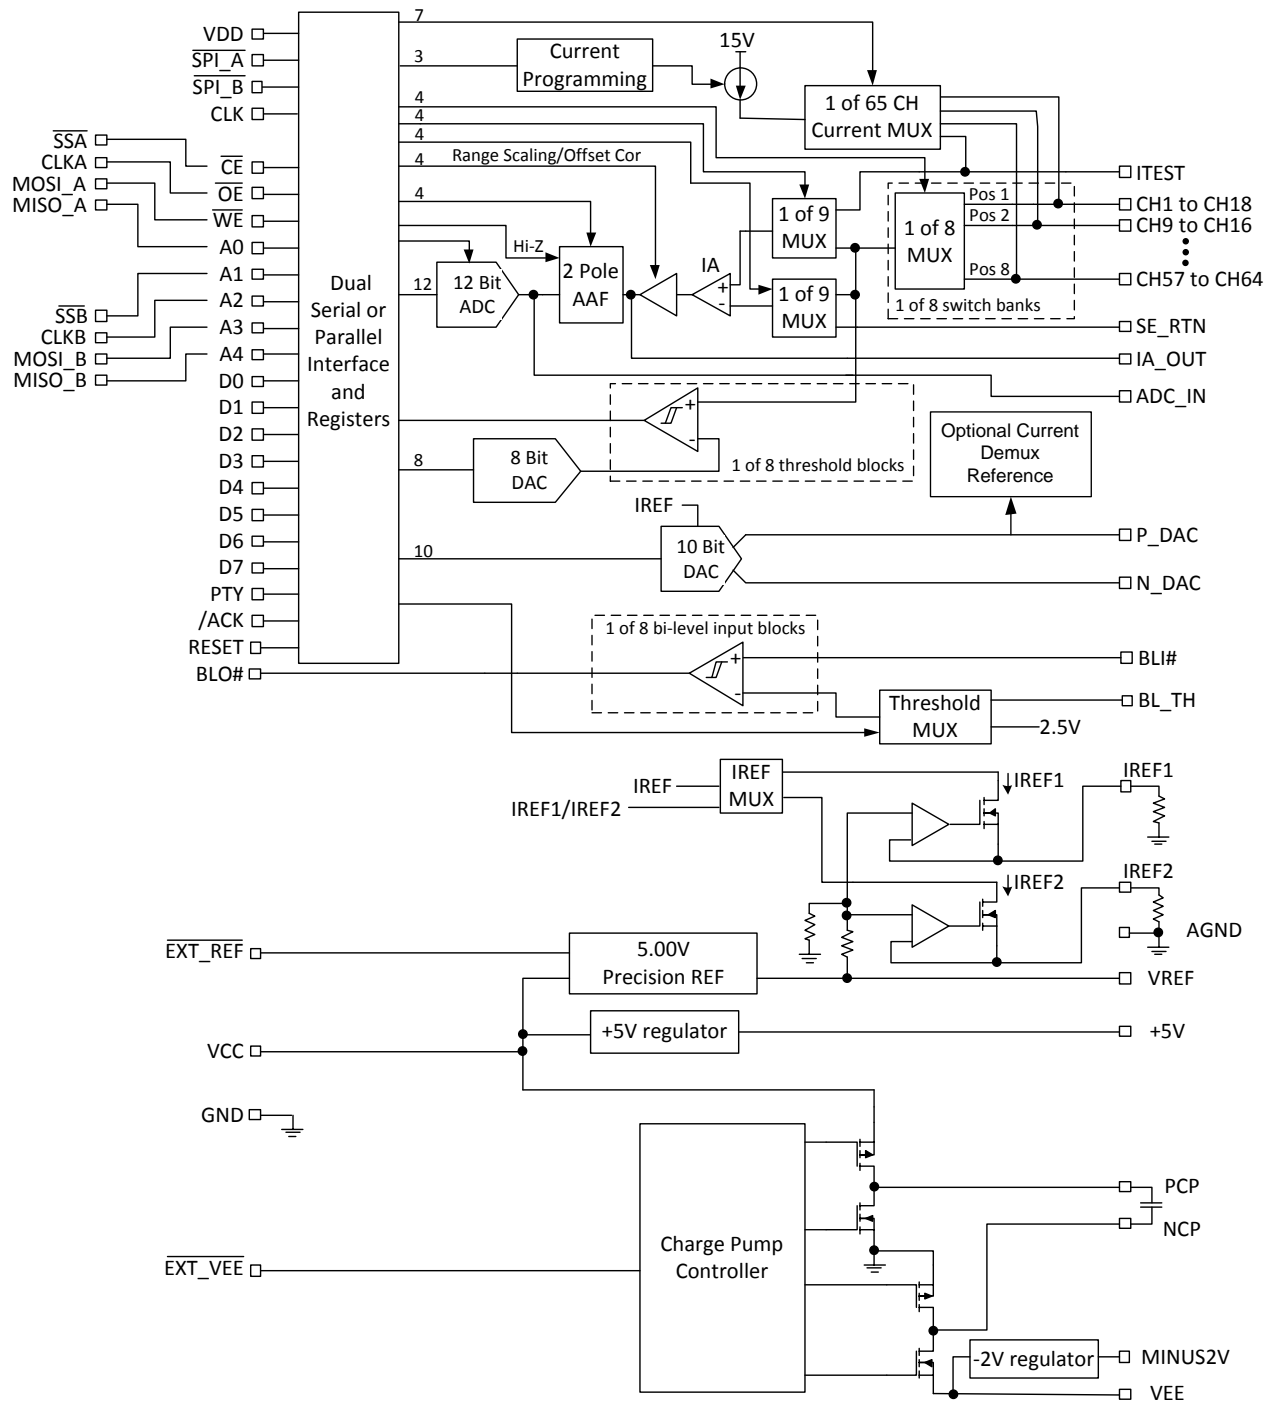 7
VDD
SPI_A
3
Current
Programming
15V
SPI_B
CLK
4
4
4
4
1 of 65 CH
Current MUX
SSA
CLKA
MOSI_A
MISO_A
CE
OE
WE
A0
A1
A2
A3
A4
Range Scaling/Offset Cor
4
ITEST
1 of 9
MUX
1 of 8
MUX
Pos 1
Pos 2
Pos 8
CH1 to CH18
CH9 to CH16
CH57 to CH64
1 of 8 switch banks
Hi-Z
2 Pole
AAF
IA
+
-
12
12 Bit
ADC
1 of 9
MUX
SSB
CLKB
MOSI_B
MISO_B
Dual
Serial or
Parallel
Interface
and
Registers
SE_RTN
IA_OUT
ADC_IN
D0
D1
D2
D3
D4
D5
D6
D7
PTY
/ACK
RESET
BLO#
+
-
1 of 8 threshold blocks
8
8 Bit
DAC
Optional Current
Demux
Reference
IREF
10
10 Bit
DAC
P_DAC
N_DAC
1 of 8 bi-level input blocks
+
-
BLI#
Threshold
MUX
BL_TH
2.5V
IREF
IREF1/IREF2
IREF
MUX
IREF1
IREF1
IREF2
IREF2
AGND
EXT_REF
5.00V
Precision REF
VREF
+5V regulator
+5V
VCC
GND
PCP
NCP
Charge Pump
Controller
EXT_VEE
-2V regulator
MINUS2V
VEE